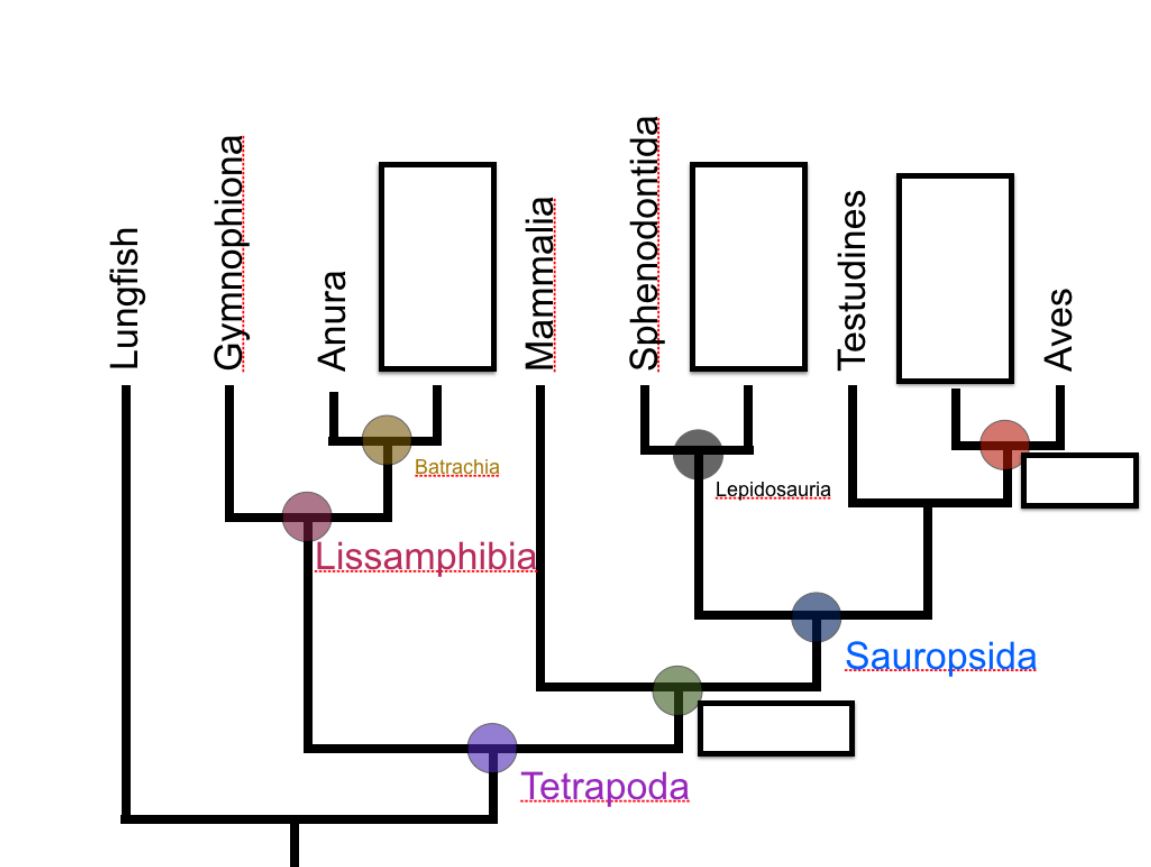 Lungfish
Gymnophiona
Anura
Mammalia
Sphenodontida
Testudines
Aves
Batrachia
Lepidosauria
Lissamphibia
Sauropsida
Tetrapoda